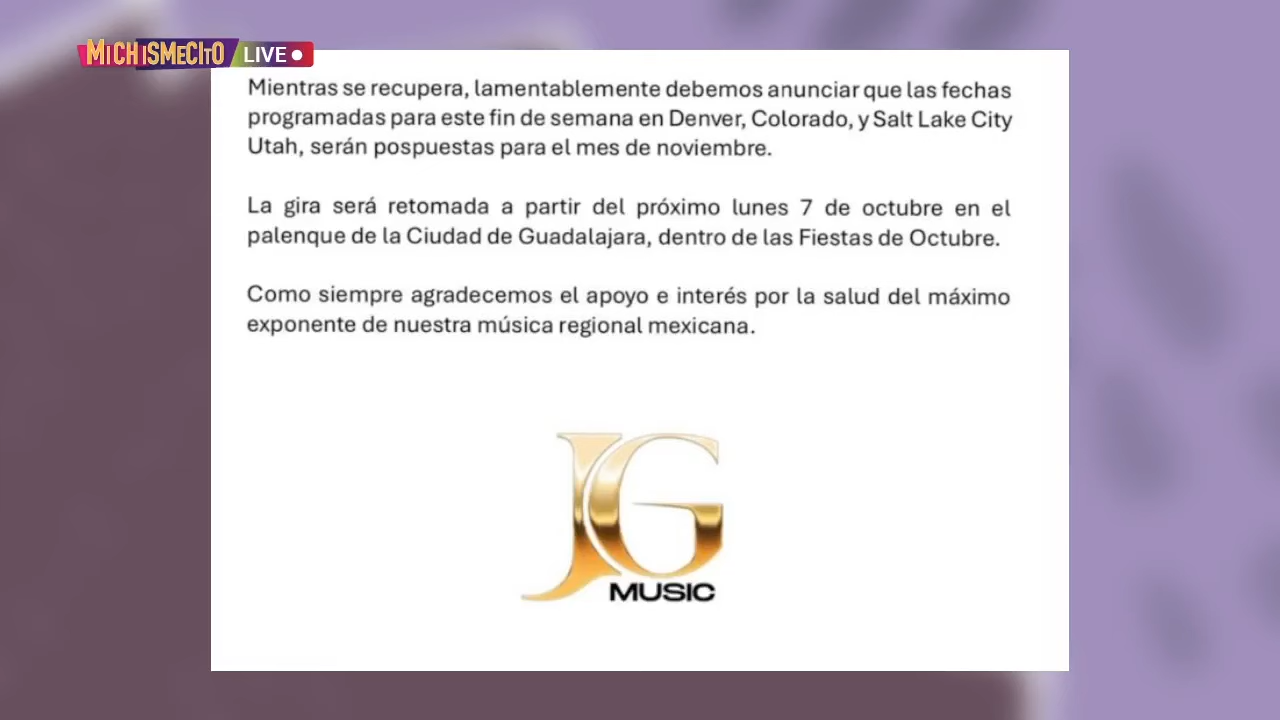 MICHISMECITO LIVE
Mientras se recupera, lamentablemente debemos anunciar que las fechas
programadas para este fin de semana en Denver, Colorado, y Salt Lake City
Utah, serán pospuestas para el mes de noviembre.
La gira será retomada a partir del próximo lunes 7 de octubre en el
palenque de la Ciudad de Guadalajara, dentro de las Fiestas de Octubre.
Como siempre agradecemos el apoyo e interés por la salud del máximo
exponente de nuestra música regional mexicana.
JG
MUSIC